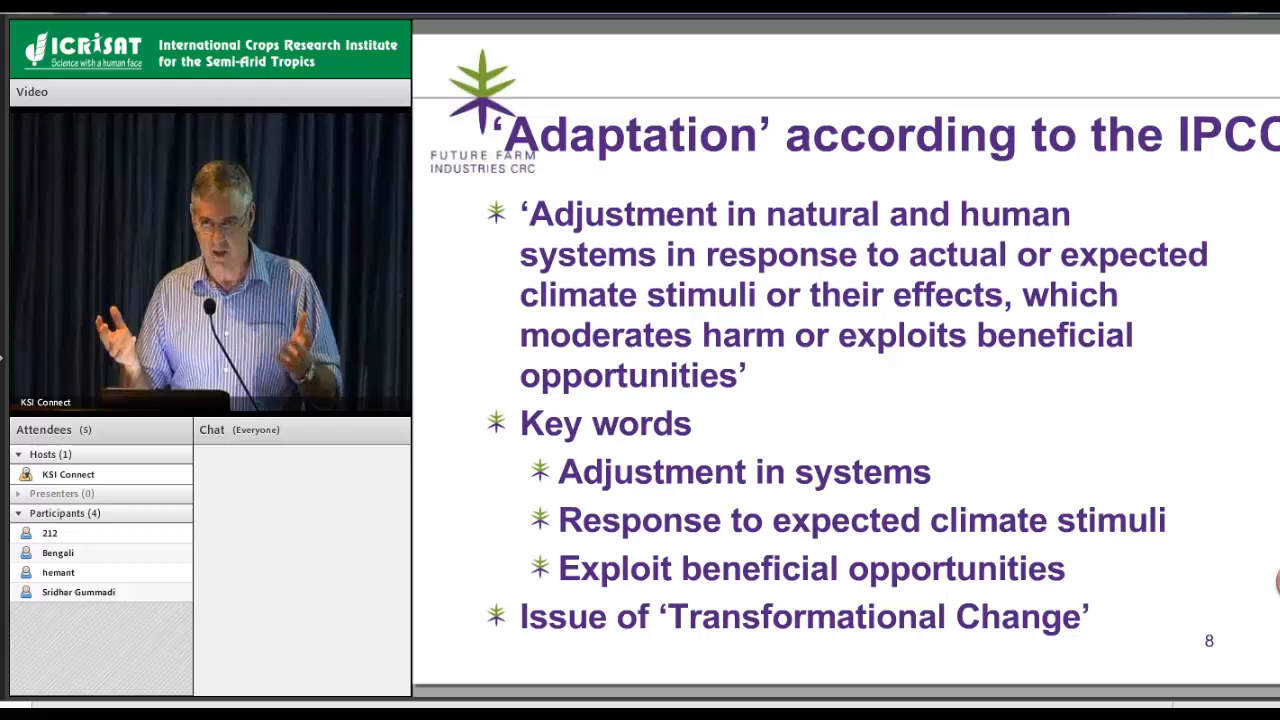 ICRISAT
Science with a human face
International Crops Research Institute
for the Semi-Arid Tropics
Video
KSI Connect
Attendees (5)
Hosts (1)
KSI Connect
Presenters (0)
Participants (4)
212
Bengali
hemant
Sridhar Gummadi
Chat (Everyone)
FUTURE FARM
INDUSTRIES CRC
‘Adaptation’ according to the IPCC
‘Adjustment in natural and human
systems in response to actual or expected
climate stimuli or their effects, which
moderates harm or exploits beneficial
opportunities’
Key words
Adjustment in systems
Response to expected climate stimuli
Exploit beneficial opportunities
Issue of ‘Transformational Change’
8